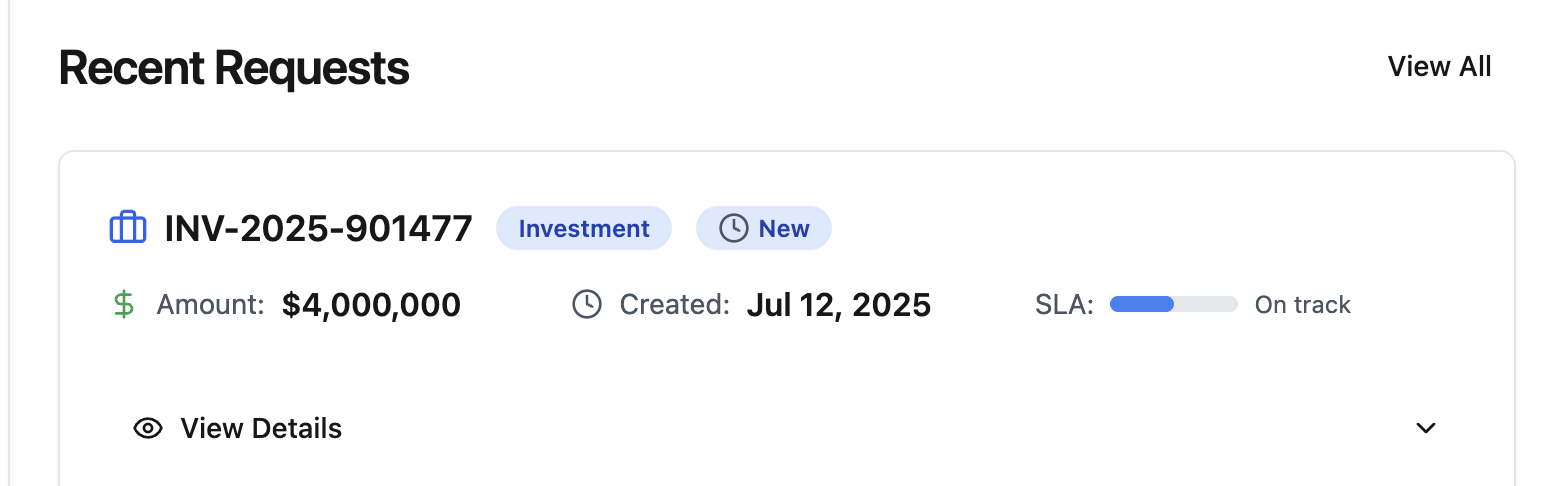 Recent Requests
View All
INV-2025-901477 Investment New
Amount: $4,000,000 Created: Jul 12, 2025 SLA: On track
View Details